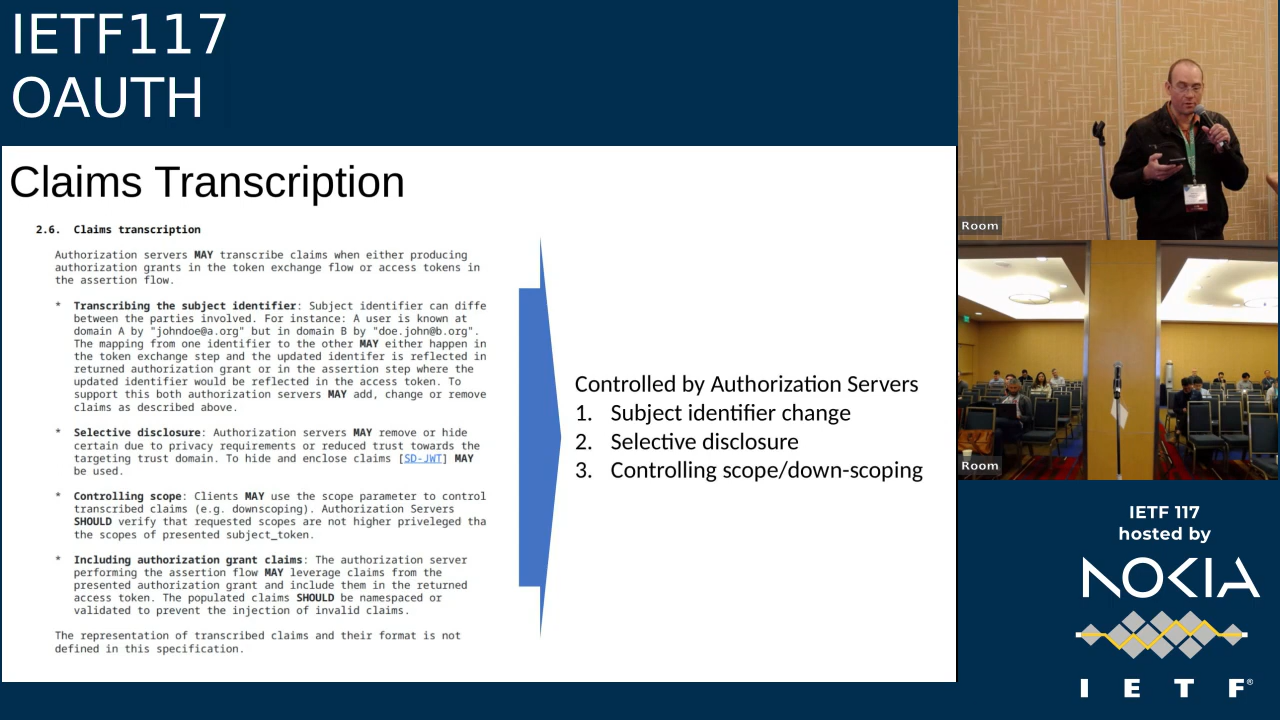 IETF117
OAUTH
Claims Transcription
2.6. Claims transcription
Authorization servers MAY transcribe claims when either producing
authorization grants in the token exchange flow or access tokens in
the assertion flow.
* Transcribing the subject identifier: Subject identifier can diffe
between the parties involved. For instance: A user is known at
domain A by "johndoe@a.org" but in domain B by "doe.john@b.org".
The mapping from one identifier to the other MAY either happen in
the token exchange step and the updated identifer is reflected in
returned authorization grant or in the assertion step where the
updated identifier would be reflected in the access token. To
support this both authorization servers MAY add, change or remove
claims as described above.
* Selective disclosure: Authorization servers MAY remove or hide
certain due to privacy requirements or reduced trust towards the
targeting trust domain. To hide and enclose claims [SD-JWT] MAY
be used.
* Controlling scope: Clients MAY use the scope parameter to control
transcribed claims (e.g. downscoping). Authorization Servers
SHOULD verify that requested scopes are not higher priveleged tha
the scopes of presented subject_token.
* Including authorization grant claims: The authorization server
performing the assertion flow MAY leverage claims from the
presented authorization grant and include them in the returned
access token. The populated claims SHOULD be namespaced or
validated to prevent the injection of invalid claims.
The representation of transcribed claims and their format is not
defined in this specification.
Controlled by Authorization Servers
1. Subject identifier change
2. Selective disclosure
3. Controlling scope/down-scoping
Room
Room
IETF 117
hosted by
NOKIA
I E T F®